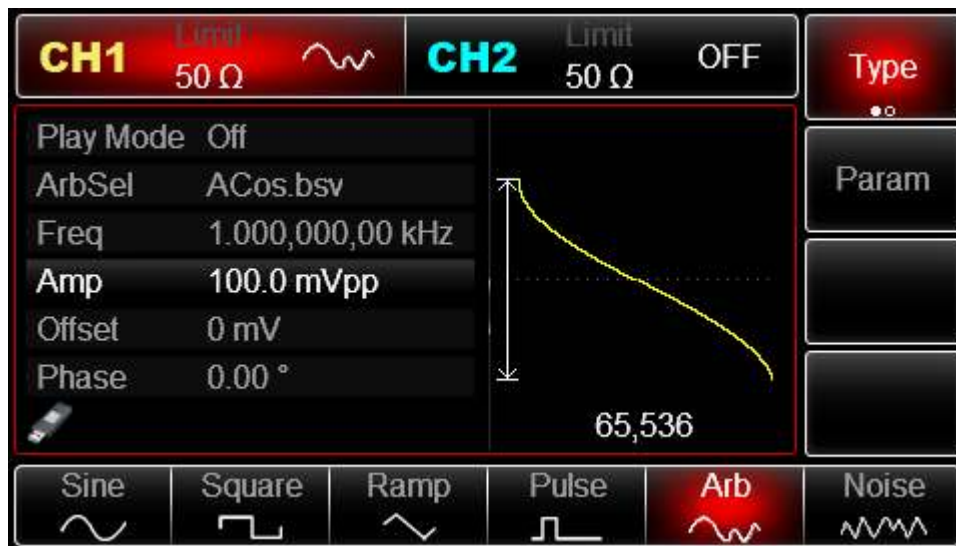 CH1 Limit 50 Ω
CH2 Limit 50 Ω OFF
Type
Play Mode Off
ArbSel ACos.bsv
Param
Freq 1.000,000,00 kHz
Amp 100.0 mVpp
Offset 0 mV
Phase 0.00 °
65,536
Sine Square Ramp Pulse Arb Noise